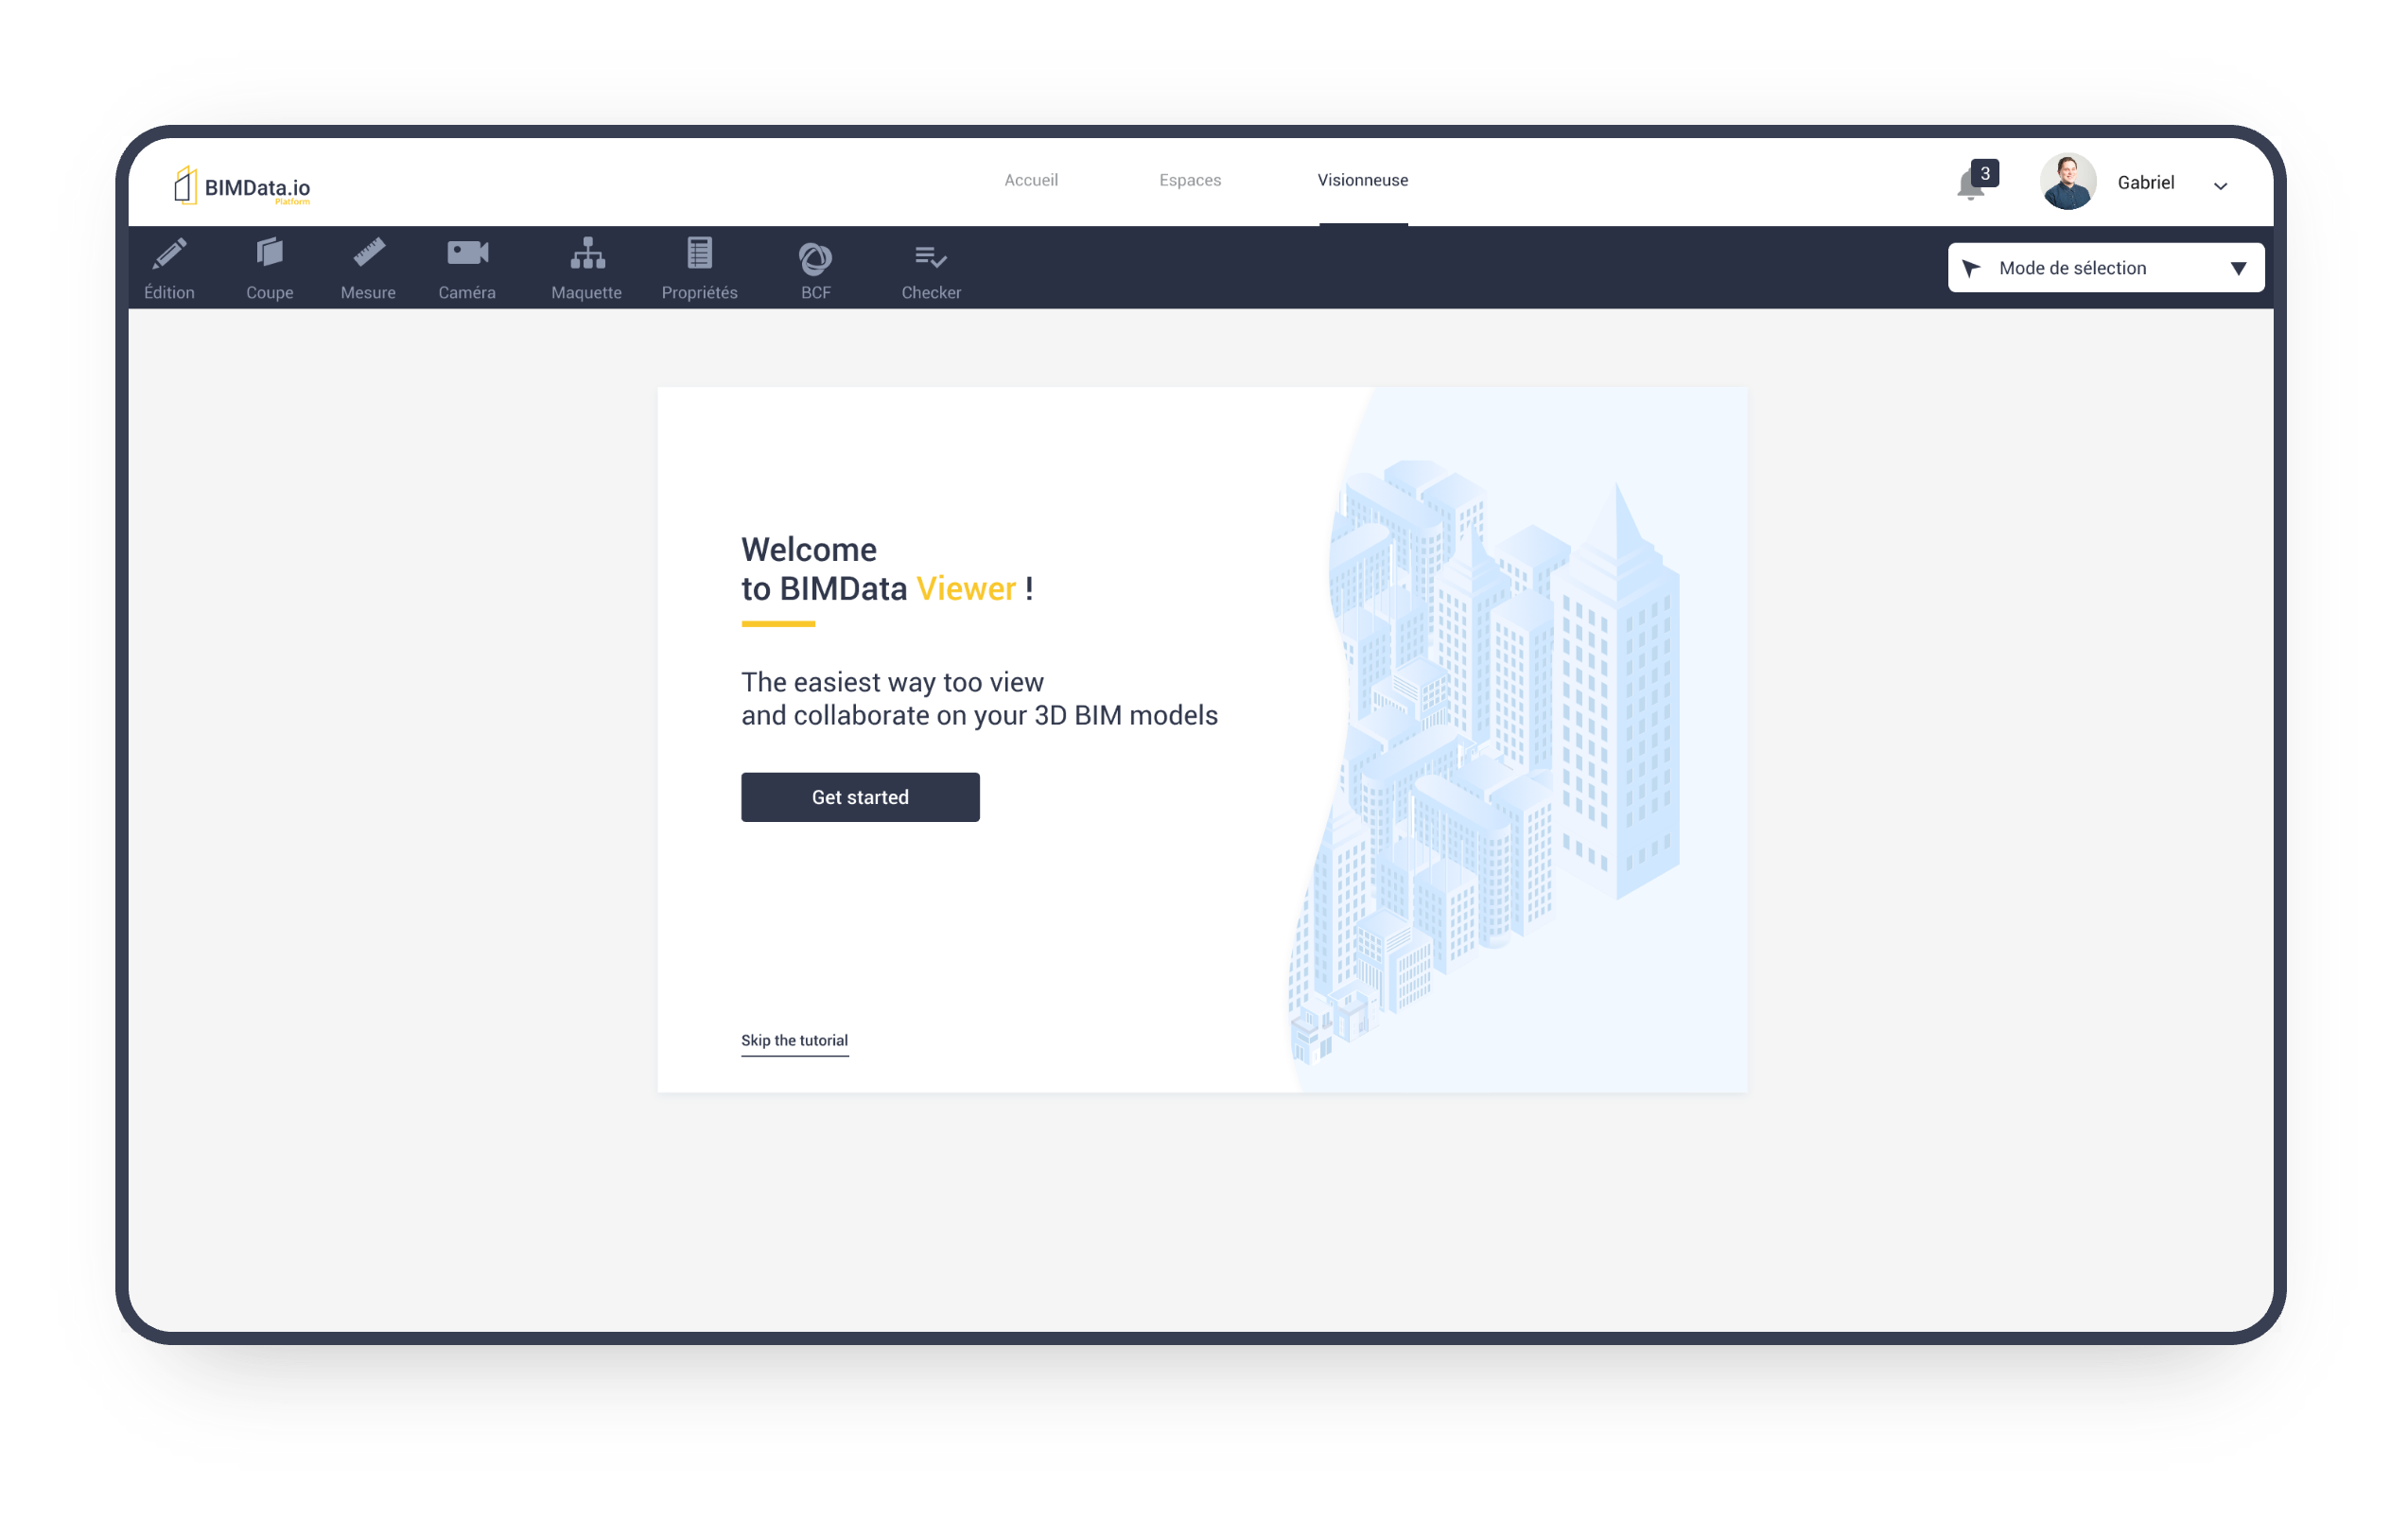 BIMData.io
Platform
Accueil
Espaces
Visionneuse
3
Gabriel
Édition
Coupe
Mesure
Caméra
Maquette
Propriétés
BCF
Checker
Mode de sélection
Welcome
to BIMData Viewer !
The easiest way too view
and collaborate on your 3D BIM models
Get started
Skip the tutorial